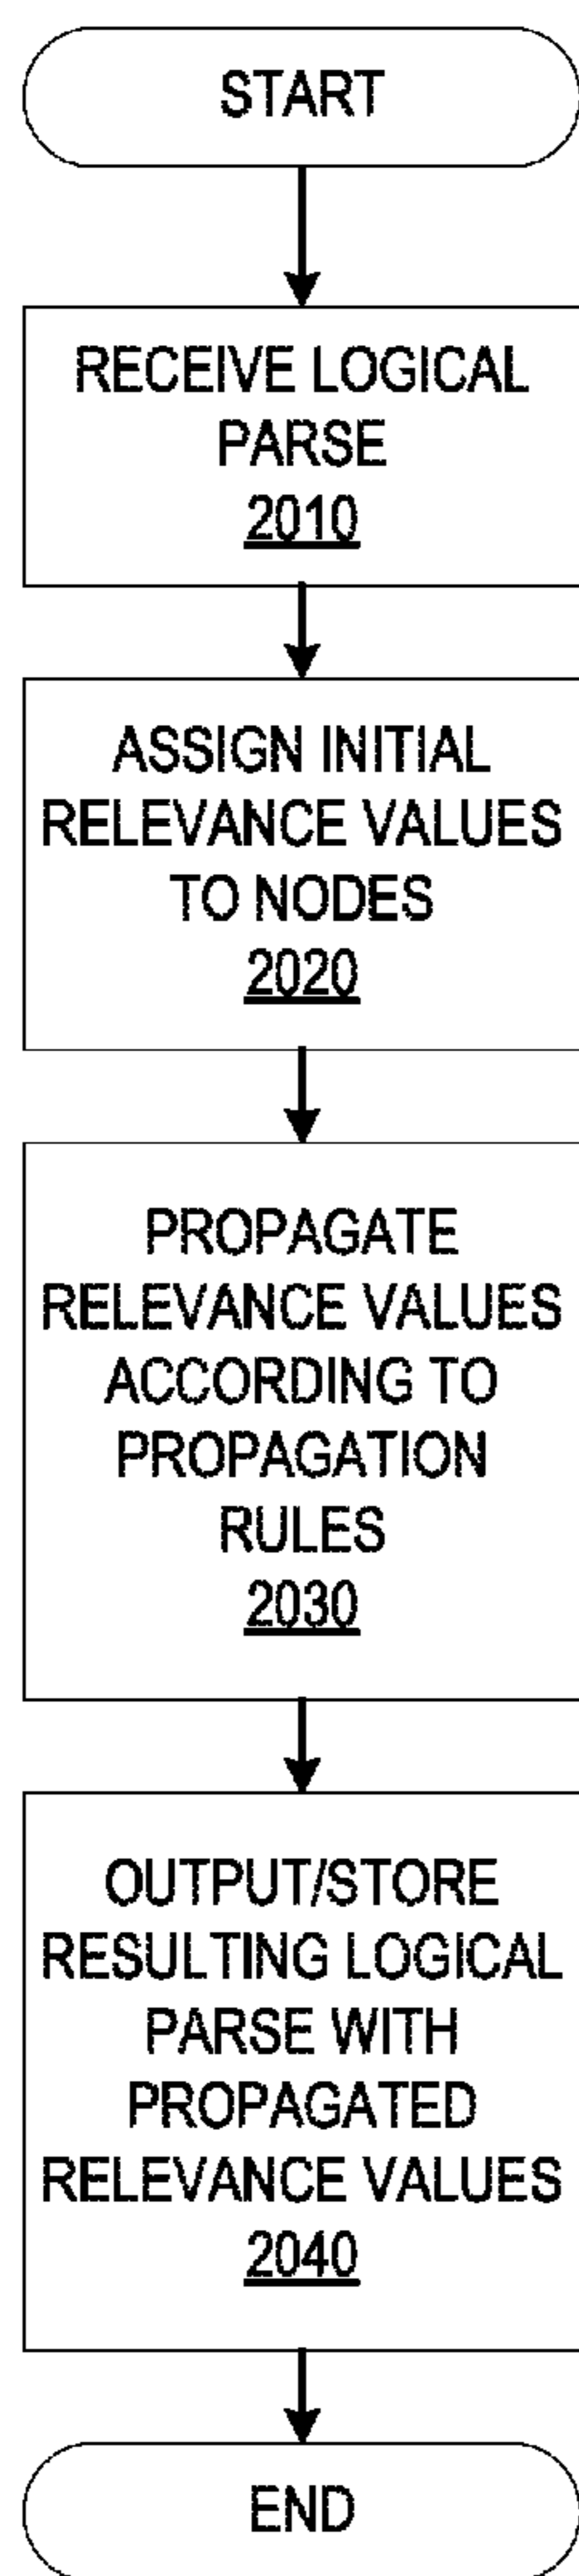 START
RECEIVE LOGICAL
PARSE
2010
ASSIGN INITIAL
RELEVANCE VALUES
TO NODES
2020
PROPAGATE
RELEVANCE VALUES
ACCORDING TO
PROPAGATION
RULES
2030
OUTPUT/STORE
RESULTING LOGICAL
PARSE WITH
PROPAGATED
RELEVANCE VALUES
2040
END